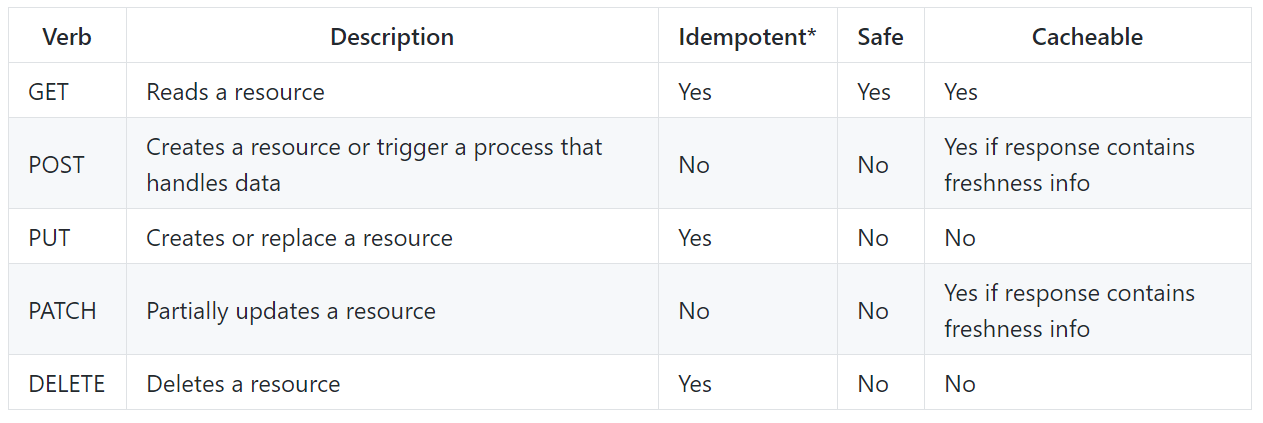 Verb Description Idempotent* Safe Cacheable
GET Reads a resource Yes Yes Yes
POST Creates a resource or trigger a process that handles data No No Yes if response contains freshness info
PUT Creates or replace a resource Yes No No
PATCH Partially updates a resource No No Yes if response contains freshness info
DELETE Deletes a resource Yes No No